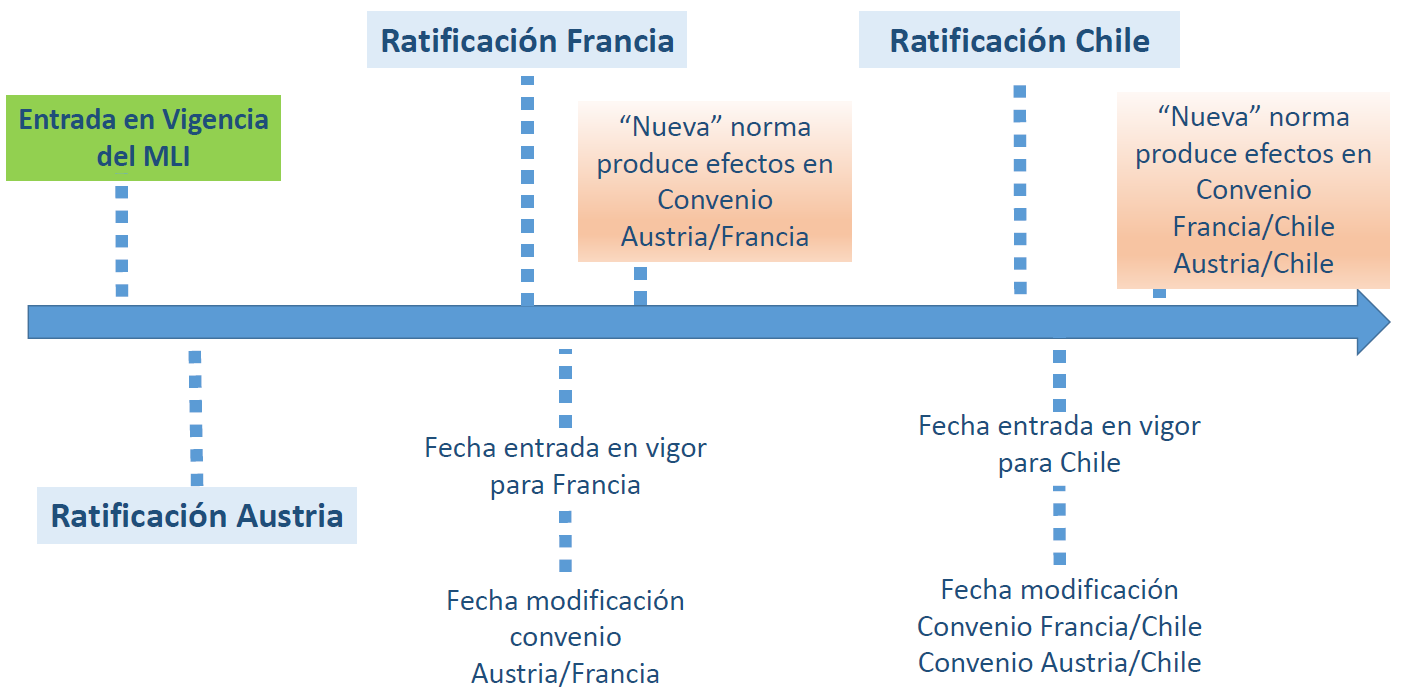 Ratificación Francia
Ratificación Chile
Entrada en Vigencia
del MLI
“Nueva” norma
produce efectos en
Convenio
Austria/Francia
“Nueva” norma
produce efectos en
Convenio
Francia/Chile
Austria/Chile
Ratificación Austria
Fecha entrada en vigor
para Francia
Fecha modificación
convenio
Austria/Francia
Fecha entrada en vigor
para Chile
Fecha modificación
Convenio Francia/Chile
Convenio Austria/Chile